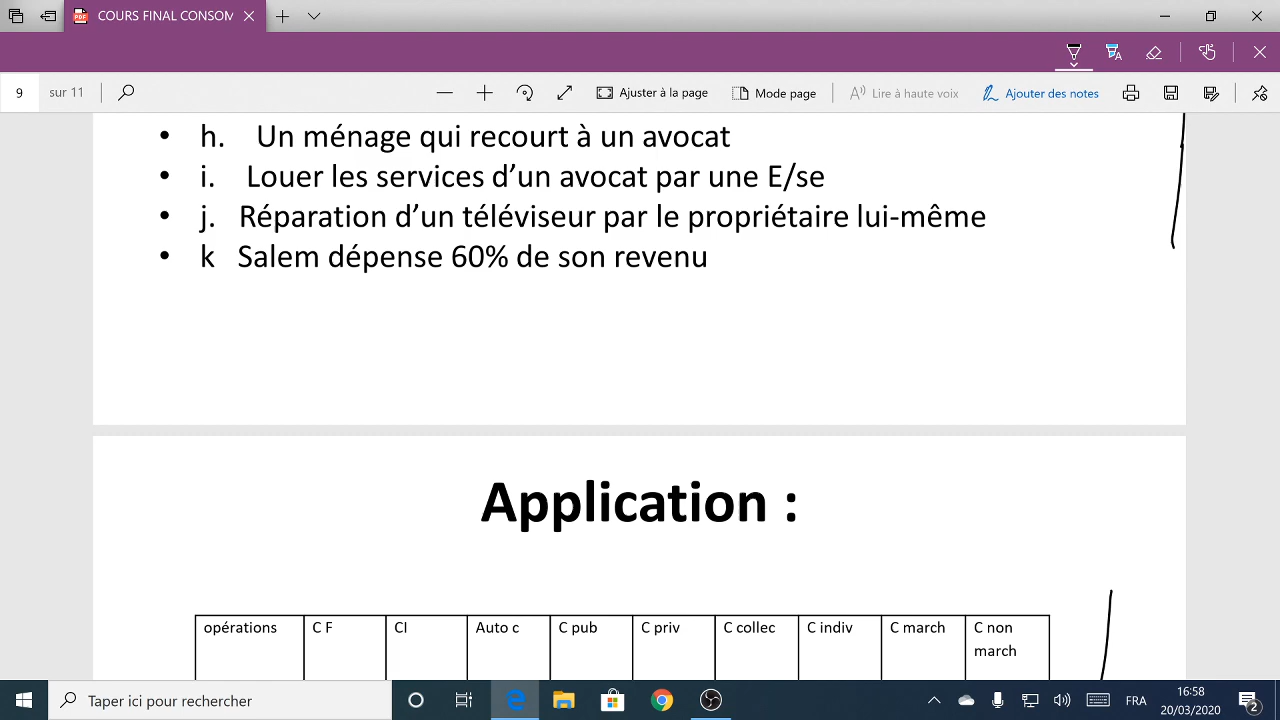 COURS FINAL CONSOM
9 sur 11 Ajuster à la page Mode page Lire à haute voix Ajouter des notes
• h. Un ménage qui recourt à un avocat
• i. Louer les services d'un avocat par une E/se
• j. Réparation d'un téléviseur par le propriétaire lui-même
• k Salem dépense 60% de son revenu
Application :
opérations C F CI Auto c C pub C priv C collec C indiv C march C non march
Taper ici pour rechercher
FRA
16:58
20/03/2020
2